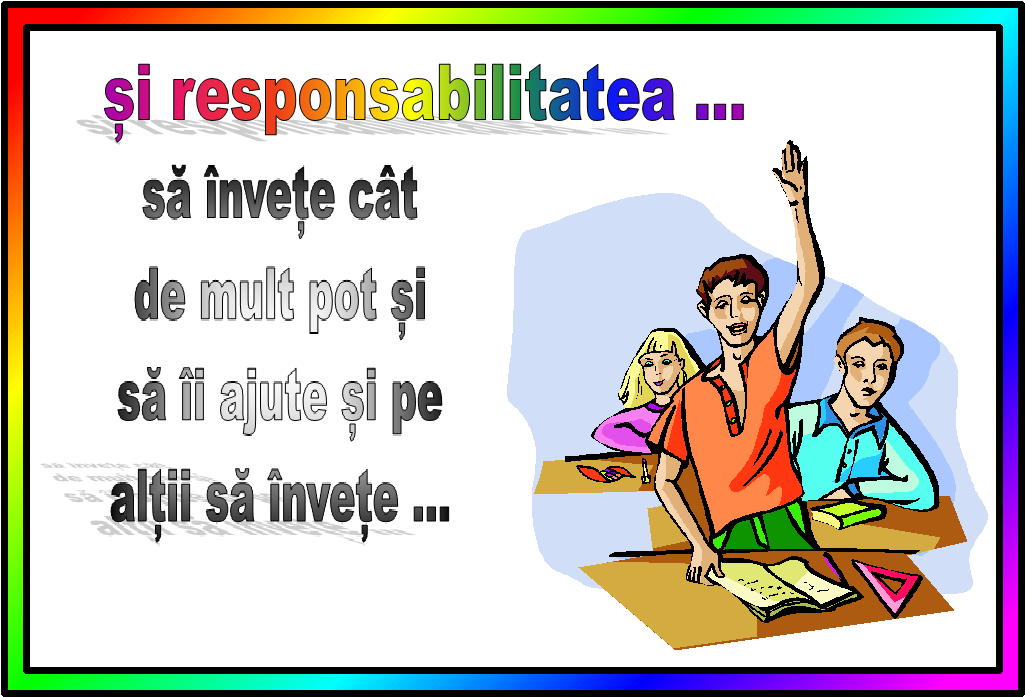 și responsabilitatea ...
să învețe cât
de mult pot și
să îi ajute și pe
alții să învețe ...